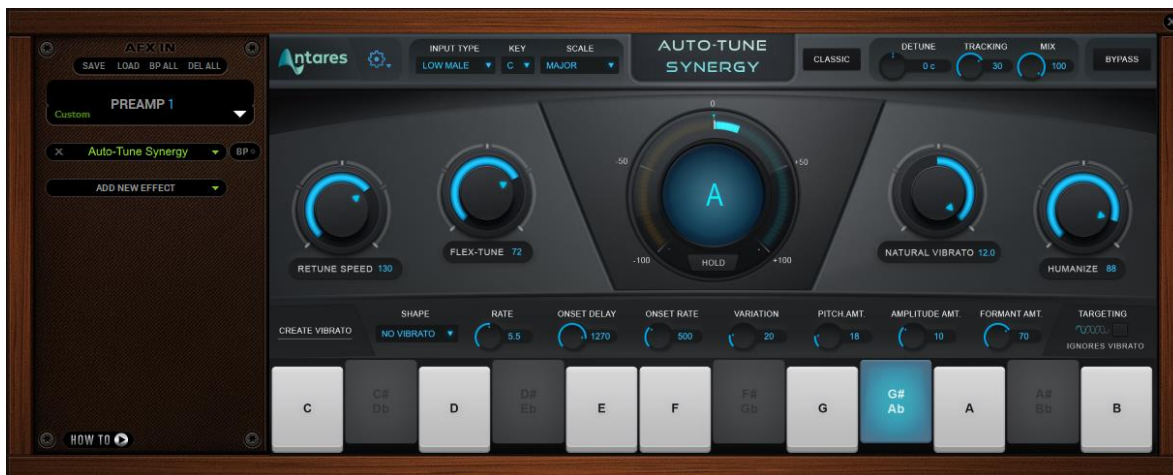 AFX IN
SAVE LOAD BP ALL DEL ALL
PREAMP 1
Custom
Auto-Tune Synergy
BP
ADD NEW EFFECT
HOW TO
Antares
INPUT TYPE KEY SCALE
LOW MALE C MAJOR
AUTO-TUNE
SYNERGY
CLASSIC
DETUNE TRACKING MIX
0 c 30 100
BYPASS
RETUNE SPEED 130
FLEX-TUNE 72
0
-50 +50
A
-100 HOLD +100
NATURAL VIBRATO 12.0
HUMANIZE 88
CREATE VIBRATO
SHAPE RATE ONSET DELAY ONSET RATE VARIATION PITCH.AMT. AMPLITUDE AMT. FORMANT AMT. TARGETING
NO VIBRATO 5.5 1270 500 20 18 10 70
IGNORES VIBRATO
C# D# F# G# A#
Db Eb Gb Ab Bb
C D E F G A B